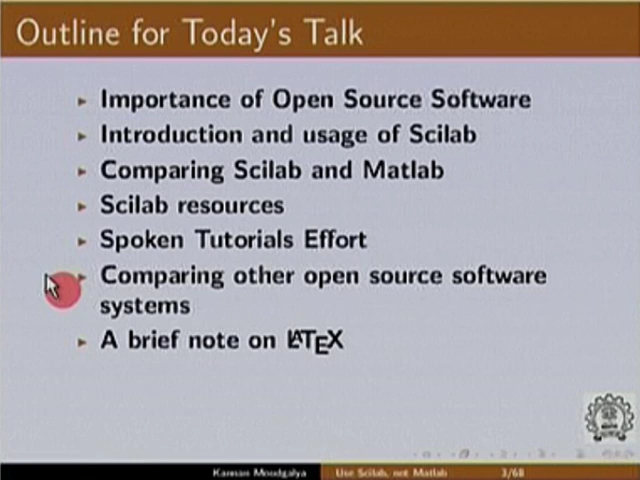 Outline for Today's Talk
Importance of Open Source Software
Introduction and usage of Scilab
Comparing Scilab and Matlab
Scilab resources
Spoken Tutorials Effort
Comparing other open source software
systems
A brief note on LATEX
Kannan Moudgalya Use Scilab, not Matlab 3/68